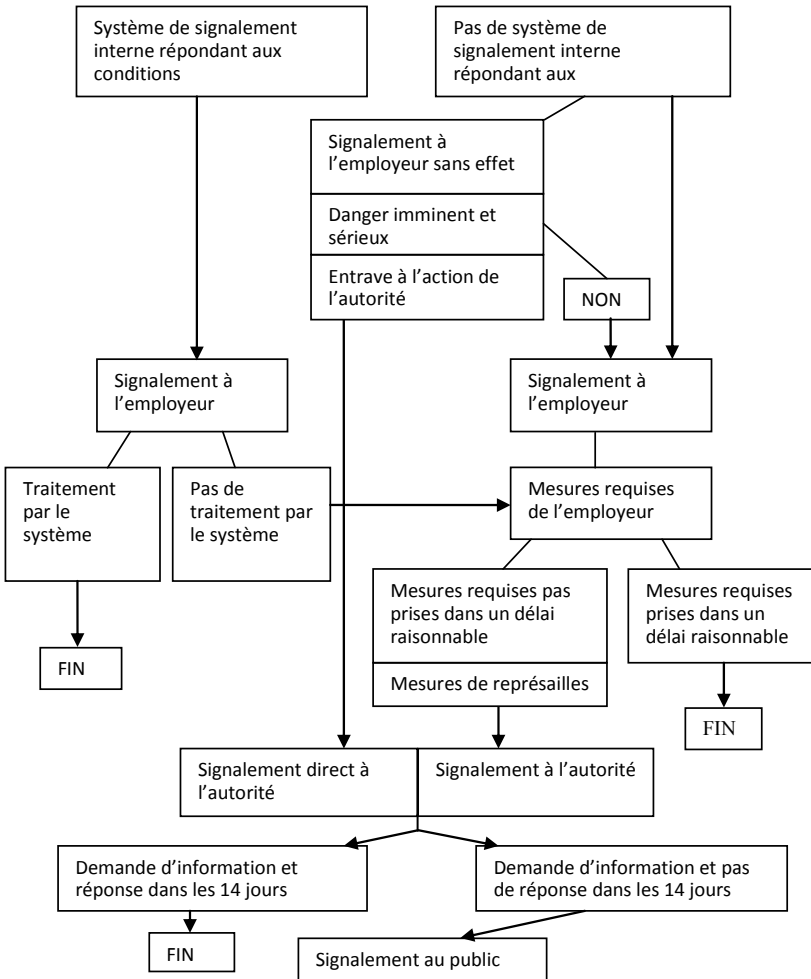 Système de signalement
interne répondant aux
conditions
Pas de système de
signalement interne
répondant aux
Signalement à
l’employeur sans effet
Danger imminent et
sérieux
Entrave à l’action de
l’autorité
NON
Signalement à
l’employeur
Signalement à
l’employeur
Traitement
par le
système
Pas de
traitement par
le système
Mesures requises
de l’employeur
Mesures requises pas
prises dans un délai
raisonnable
Mesures requises
prises dans un
délai raisonnable
FIN
Mesures de représailles
FIN
Signalement direct à
l’autorité
Signalement à l’autorité
Demande d’information et
réponse dans les 14 jours
Demande d’information et pas
de réponse dans les 14 jours
FIN
Signalement au public